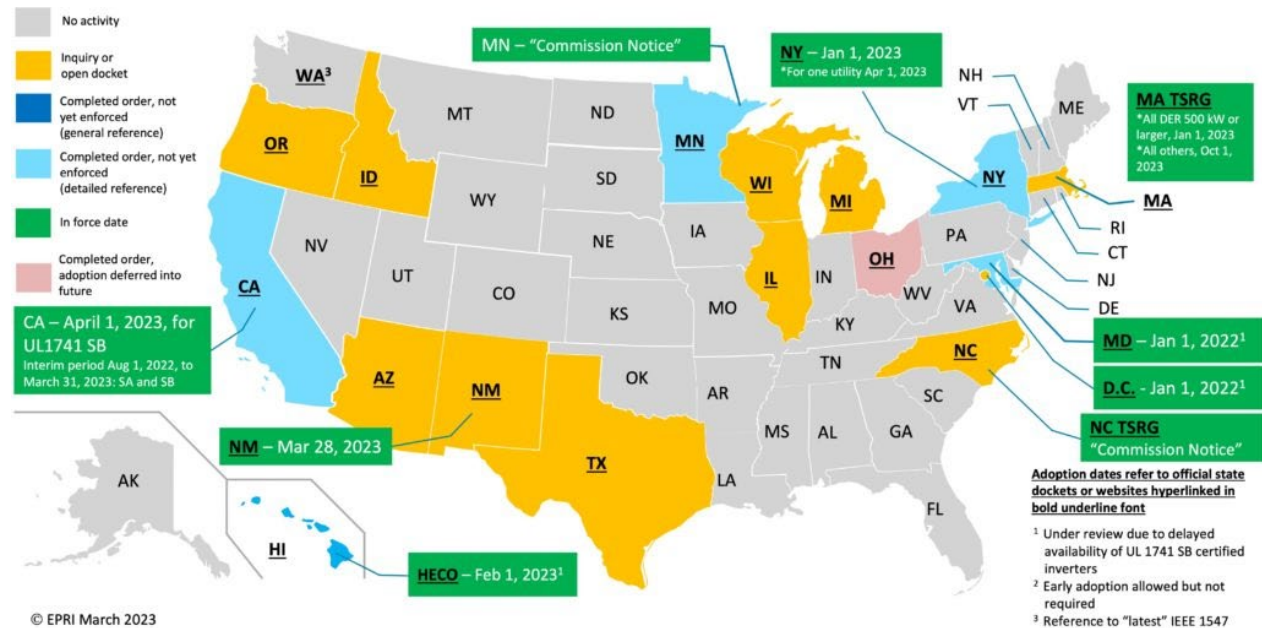 No activity
Inquiry or
open docket
Completed order, not
yet enforced
(general reference)
Completed order, not yet
enforced
(detailed reference)
In force date
Completed order,
adoption deferred into
future
MN – “Commission Notice”
NY – Jan 1, 2023
*For one utility Apr 1, 2023
MA TSRG
*All DER 500 kW or
larger, Jan 1, 2023
*All others, Oct 1,
2023
WA³
OR
ID
MT
ND
SD
MN
WY
NE
IA
WI
MI
NY
NH
VT
ME
MA
RI
CT
NJ
DE
PA
NV
UT
CO
KS
MO
IL
IN
OH
WV
VA
KY
CA
AZ
NM
OK
AR
TN
NC
SC
MS
AL
GA
TX
LA
FL
AK
HI
CA – April 1, 2023, for
UL1741 SB
Interim period Aug 1, 2022, to
March 31, 2023: SA and SB
NM – Mar 28, 2023
HECO – Feb 1, 2023¹
MD – Jan 1, 2022¹
D.C. - Jan 1, 2022¹
NC TSRG
“Commission Notice”
Adoption dates refer to official state
dockets or websites hyperlinked in
bold underline font
¹ Under review due to delayed
availability of UL 1741 SB certified
inverters
² Early adoption allowed but not
required
³ Reference to “latest” IEEE 1547
© EPRI March 2023